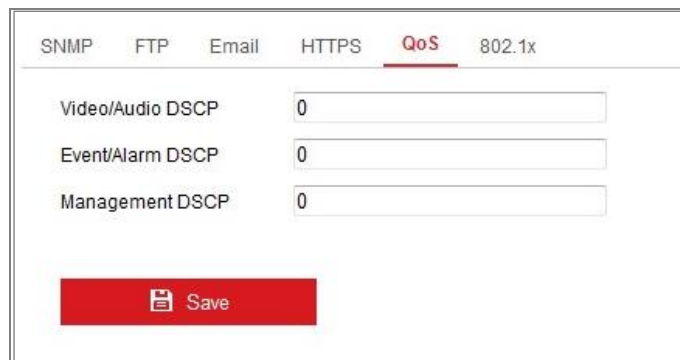 SNMP FTP Email HTTPS QoS 802.1x
Video/Audio DSCP 0
Event/Alarm DSCP 0
Management DSCP 0
Save